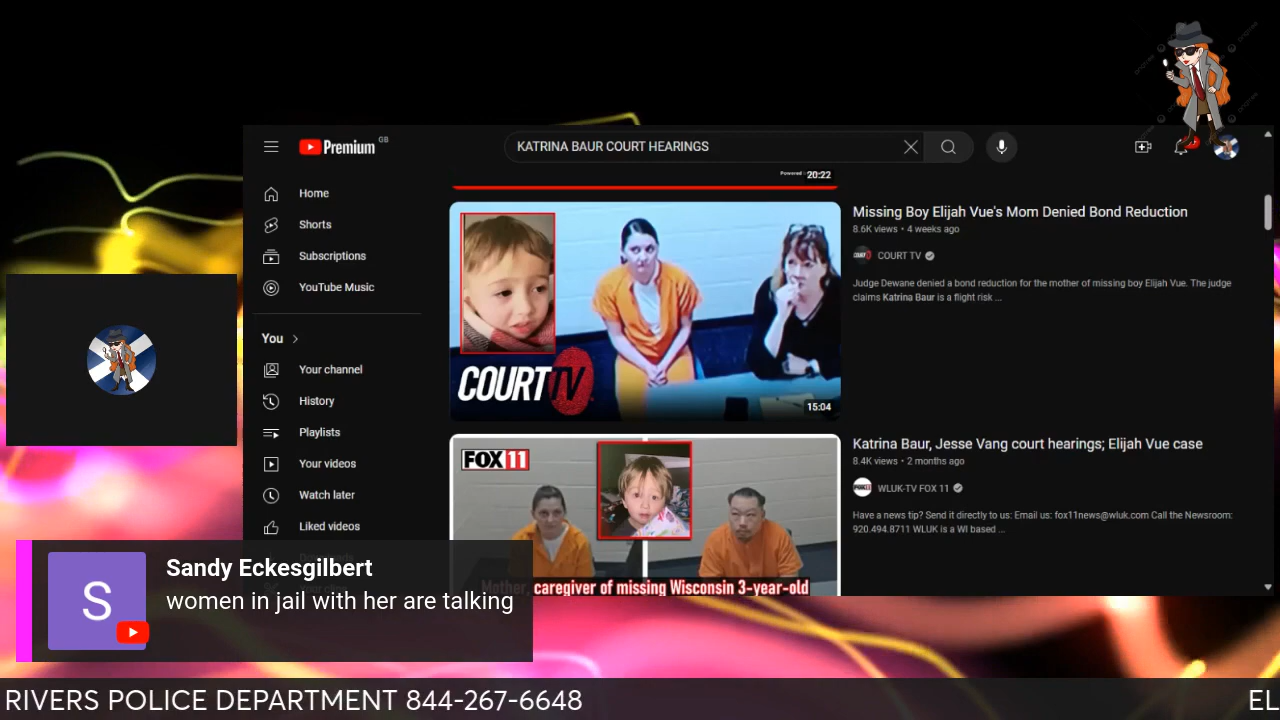 Premium GB
KATRINA BAUR COURT HEARINGS
Home
Shorts
Subscriptions
YouTube Music
You
Your channel
History
Playlists
Your videos
Watch later
Liked videos
Powered
20:22
COURT TV
15:04
Missing Boy Elijah Vue's Mom Denied Bond Reduction
8.6K views • 4 weeks ago
COURT TV
Judge Dewane denied a bond reduction for the mother of missing boy Elijah Vue. The judge
claims Katrina Baur is a flight risk ...
FOX 11
Mother, caregiver of missing Wisconsin 3-year-old
Katrina Baur, Jesse Vang court hearings; Elijah Vue case
8.4K views • 2 months ago
WLUK-TV FOX 11
Have a news tip? Send it directly to us: Email us: fox11news@wluk.com Call the Newsroom:
920.494.8711 WLUK is a WI based ...
S
Sandy Eckesgilbert
women in jail with her are talking
RIVERS POLICE DEPARTMENT 844-267-6648
EL